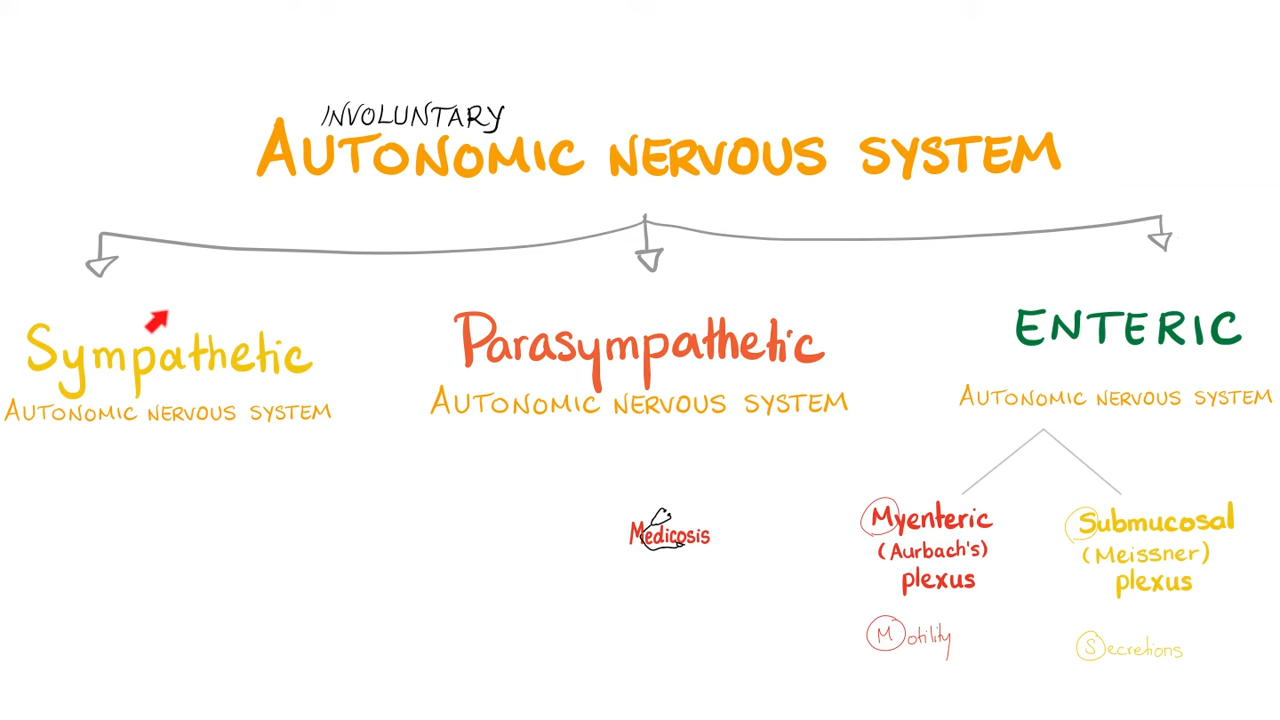 INVOLUNTARY
AUTONOMIC NERVOUS SYSTEM
Sympathetic
AUTONOMIC NERVOUS SYSTEM
Parasympathetic
AUTONOMIC NERVOUS SYSTEM
ENTERIC
AUTONOMIC NERVOUS SYSTEM
Myenteric
(Aurbach's)
plexus
Motility
Submucosal
(Meissner)
plexus
Secretions
Medicosis